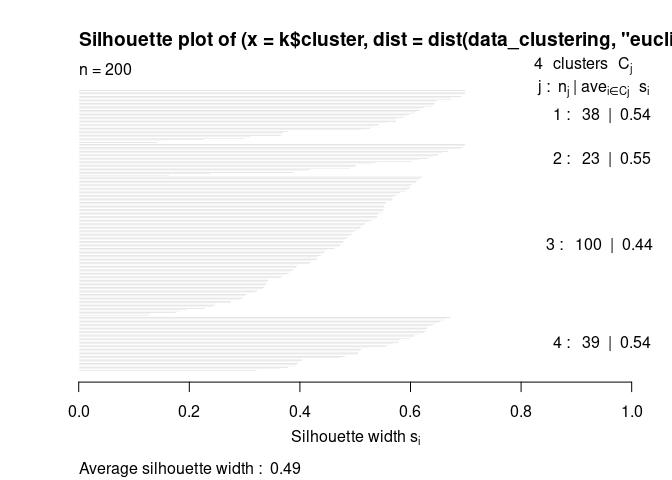 Silhouette plot of (x = k$cluster, dist = dist(data_clustering, "eucli
n = 200
4 clusters Cj
j : nj | avei∈Cj si
1 : 38 | 0.54
2 : 23 | 0.55
3 : 100 | 0.44
4 : 39 | 0.54
0.0 0.2 0.4 0.6 0.8 1.0
Silhouette width si
Average silhouette width : 0.49